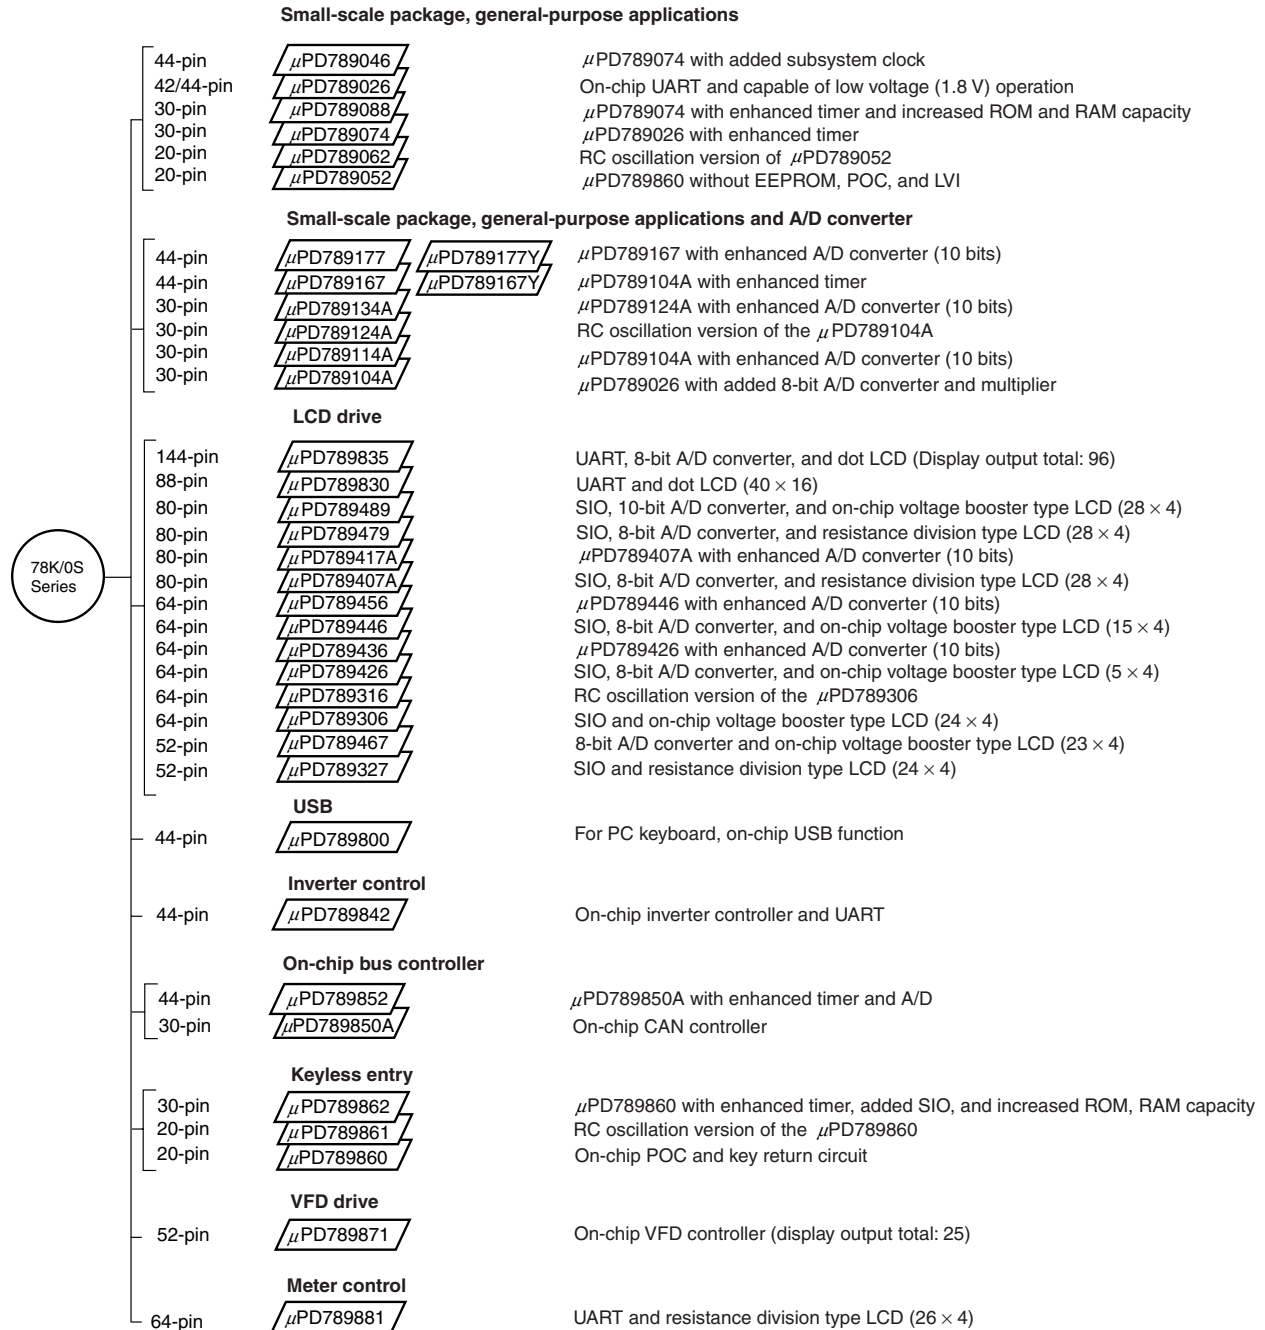 Small-scale package, general-purpose applications
44-pin μPD789046 μPD789074 with added subsystem clock
42/44-pin μPD789026 On-chip UART and capable of low voltage (1.8 V) operation
30-pin μPD789088 μPD789074 with enhanced timer and increased ROM and RAM capacity
30-pin μPD789074 μPD789026 with enhanced timer
20-pin μPD789062 RC oscillation version of μPD789052
20-pin μPD789052 μPD789860 without EEPROM, POC, and LVI
Small-scale package, general-purpose applications and A/D converter
44-pin μPD789177 μPD789177Y μPD789167 with enhanced A/D converter (10 bits)
44-pin μPD789167 μPD789167Y μPD789104A with enhanced timer
30-pin μPD789134A μPD789124A with enhanced A/D converter (10 bits)
30-pin μPD789124A RC oscillation version of the μPD789104A
30-pin μPD789114A μPD789104A with enhanced A/D converter (10 bits)
30-pin μPD789104A μPD789026 with added 8-bit A/D converter and multiplier
LCD drive
144-pin μPD789835 UART, 8-bit A/D converter, and dot LCD (Display output total: 96)
88-pin μPD789830 UART and dot LCD (40 × 16)
80-pin μPD789489 SIO, 10-bit A/D converter, and on-chip voltage booster type LCD (28 × 4)
80-pin μPD789479 SIO, 8-bit A/D converter, and resistance division type LCD (28 × 4)
80-pin μPD789417A μPD789407A with enhanced A/D converter (10 bits)
80-pin μPD789407A SIO, 8-bit A/D converter, and resistance division type LCD (28 × 4)
64-pin μPD789456 μPD789446 with enhanced A/D converter (10 bits)
64-pin μPD789446 SIO, 8-bit A/D converter, and on-chip voltage booster type LCD (15 × 4)
64-pin μPD789436 μPD789426 with enhanced A/D converter (10 bits)
64-pin μPD789426 SIO, 8-bit A/D converter, and on-chip voltage booster type LCD (5 × 4)
64-pin μPD789316 RC oscillation version of the μPD789306
64-pin μPD789306 SIO and on-chip voltage booster type LCD (24 × 4)
52-pin μPD789467 8-bit A/D converter and on-chip voltage booster type LCD (23 × 4)
52-pin μPD789327 SIO and resistance division type LCD (24 × 4)
78K/0S
Series
USB
44-pin μPD789800 For PC keyboard, on-chip USB function
Inverter control
44-pin μPD789842 On-chip inverter controller and UART
On-chip bus controller
44-pin μPD789852 μPD789850A with enhanced timer and A/D
30-pin μPD789850A On-chip CAN controller
Keyless entry
30-pin μPD789862 μPD789860 with enhanced timer, added SIO, and increased ROM, RAM capacity
20-pin μPD789861 RC oscillation version of the μPD789860
20-pin μPD789860 On-chip POC and key return circuit
VFD drive
52-pin μPD789871 On-chip VFD controller (display output total: 25)
Meter control
64-pin μPD789881 UART and resistance division type LCD (26 × 4)